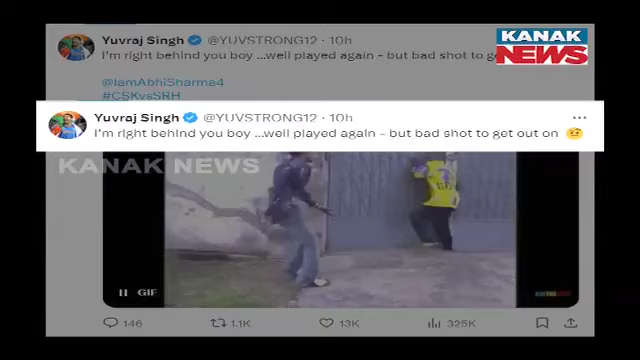 Yuvraj Singh @YUVSTRONG12 · 10h
I'm right behind you boy ...well played again - but bad shot to ge
@IamAbhiSharma4
#CSKvsSRH
KANAK
NEWS
Yuvraj Singh @YUVSTRONG12 · 10h
I'm right behind you boy ...well played again - but bad shot to get out on 🤨
KANAK NEWS
GIF
146 1.1K 13K 325K